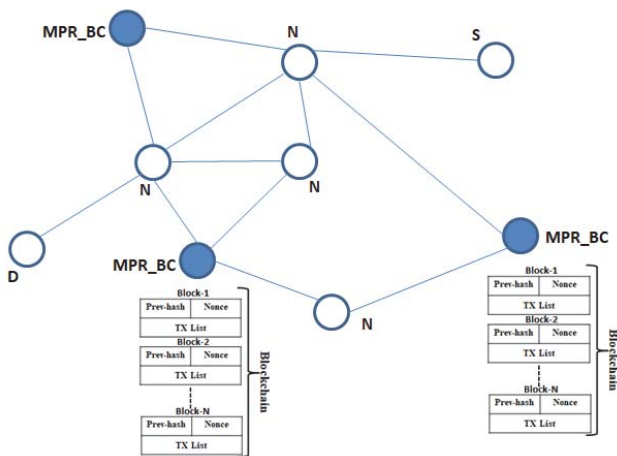 MPR_BC
N
S
N
N
D
MPR_BC
MPR_BC
N
Block-1
Prev-hash Nonce
TX List
Block-2
Prev-hash Nonce
TX List
Block-N
Prev-hash Nonce
TX List
Blockchain
Block-1
Prev-hash Nonce
TX List
Block-2
Prev-hash Nonce
TX List
Block-N
Prev-hash Nonce
TX List
Blockchain